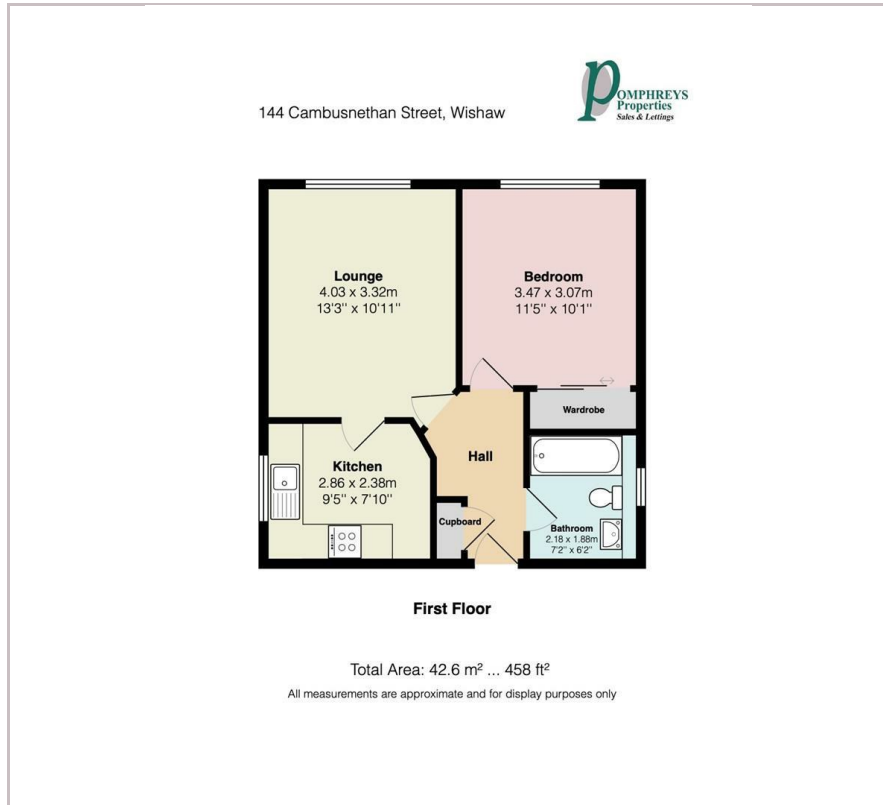 144 Cambusnethan Street, Wishaw
POMPHREYS
Properties
Sales & Lettings
Lounge
4.03 x 3.32m
13'3'' x 10'11''
Bedroom
3.47 x 3.07m
11'5'' x 10'1''
Wardrobe
Kitchen
2.86 x 2.38m
9'5'' x 7'10''
Hall
Cupboard
Bathroom
2.18 x 1.88m
7'2'' x 6'2''
First Floor
Total Area: 42.6 m² ... 458 ft²
All measurements are approximate and for display purposes only